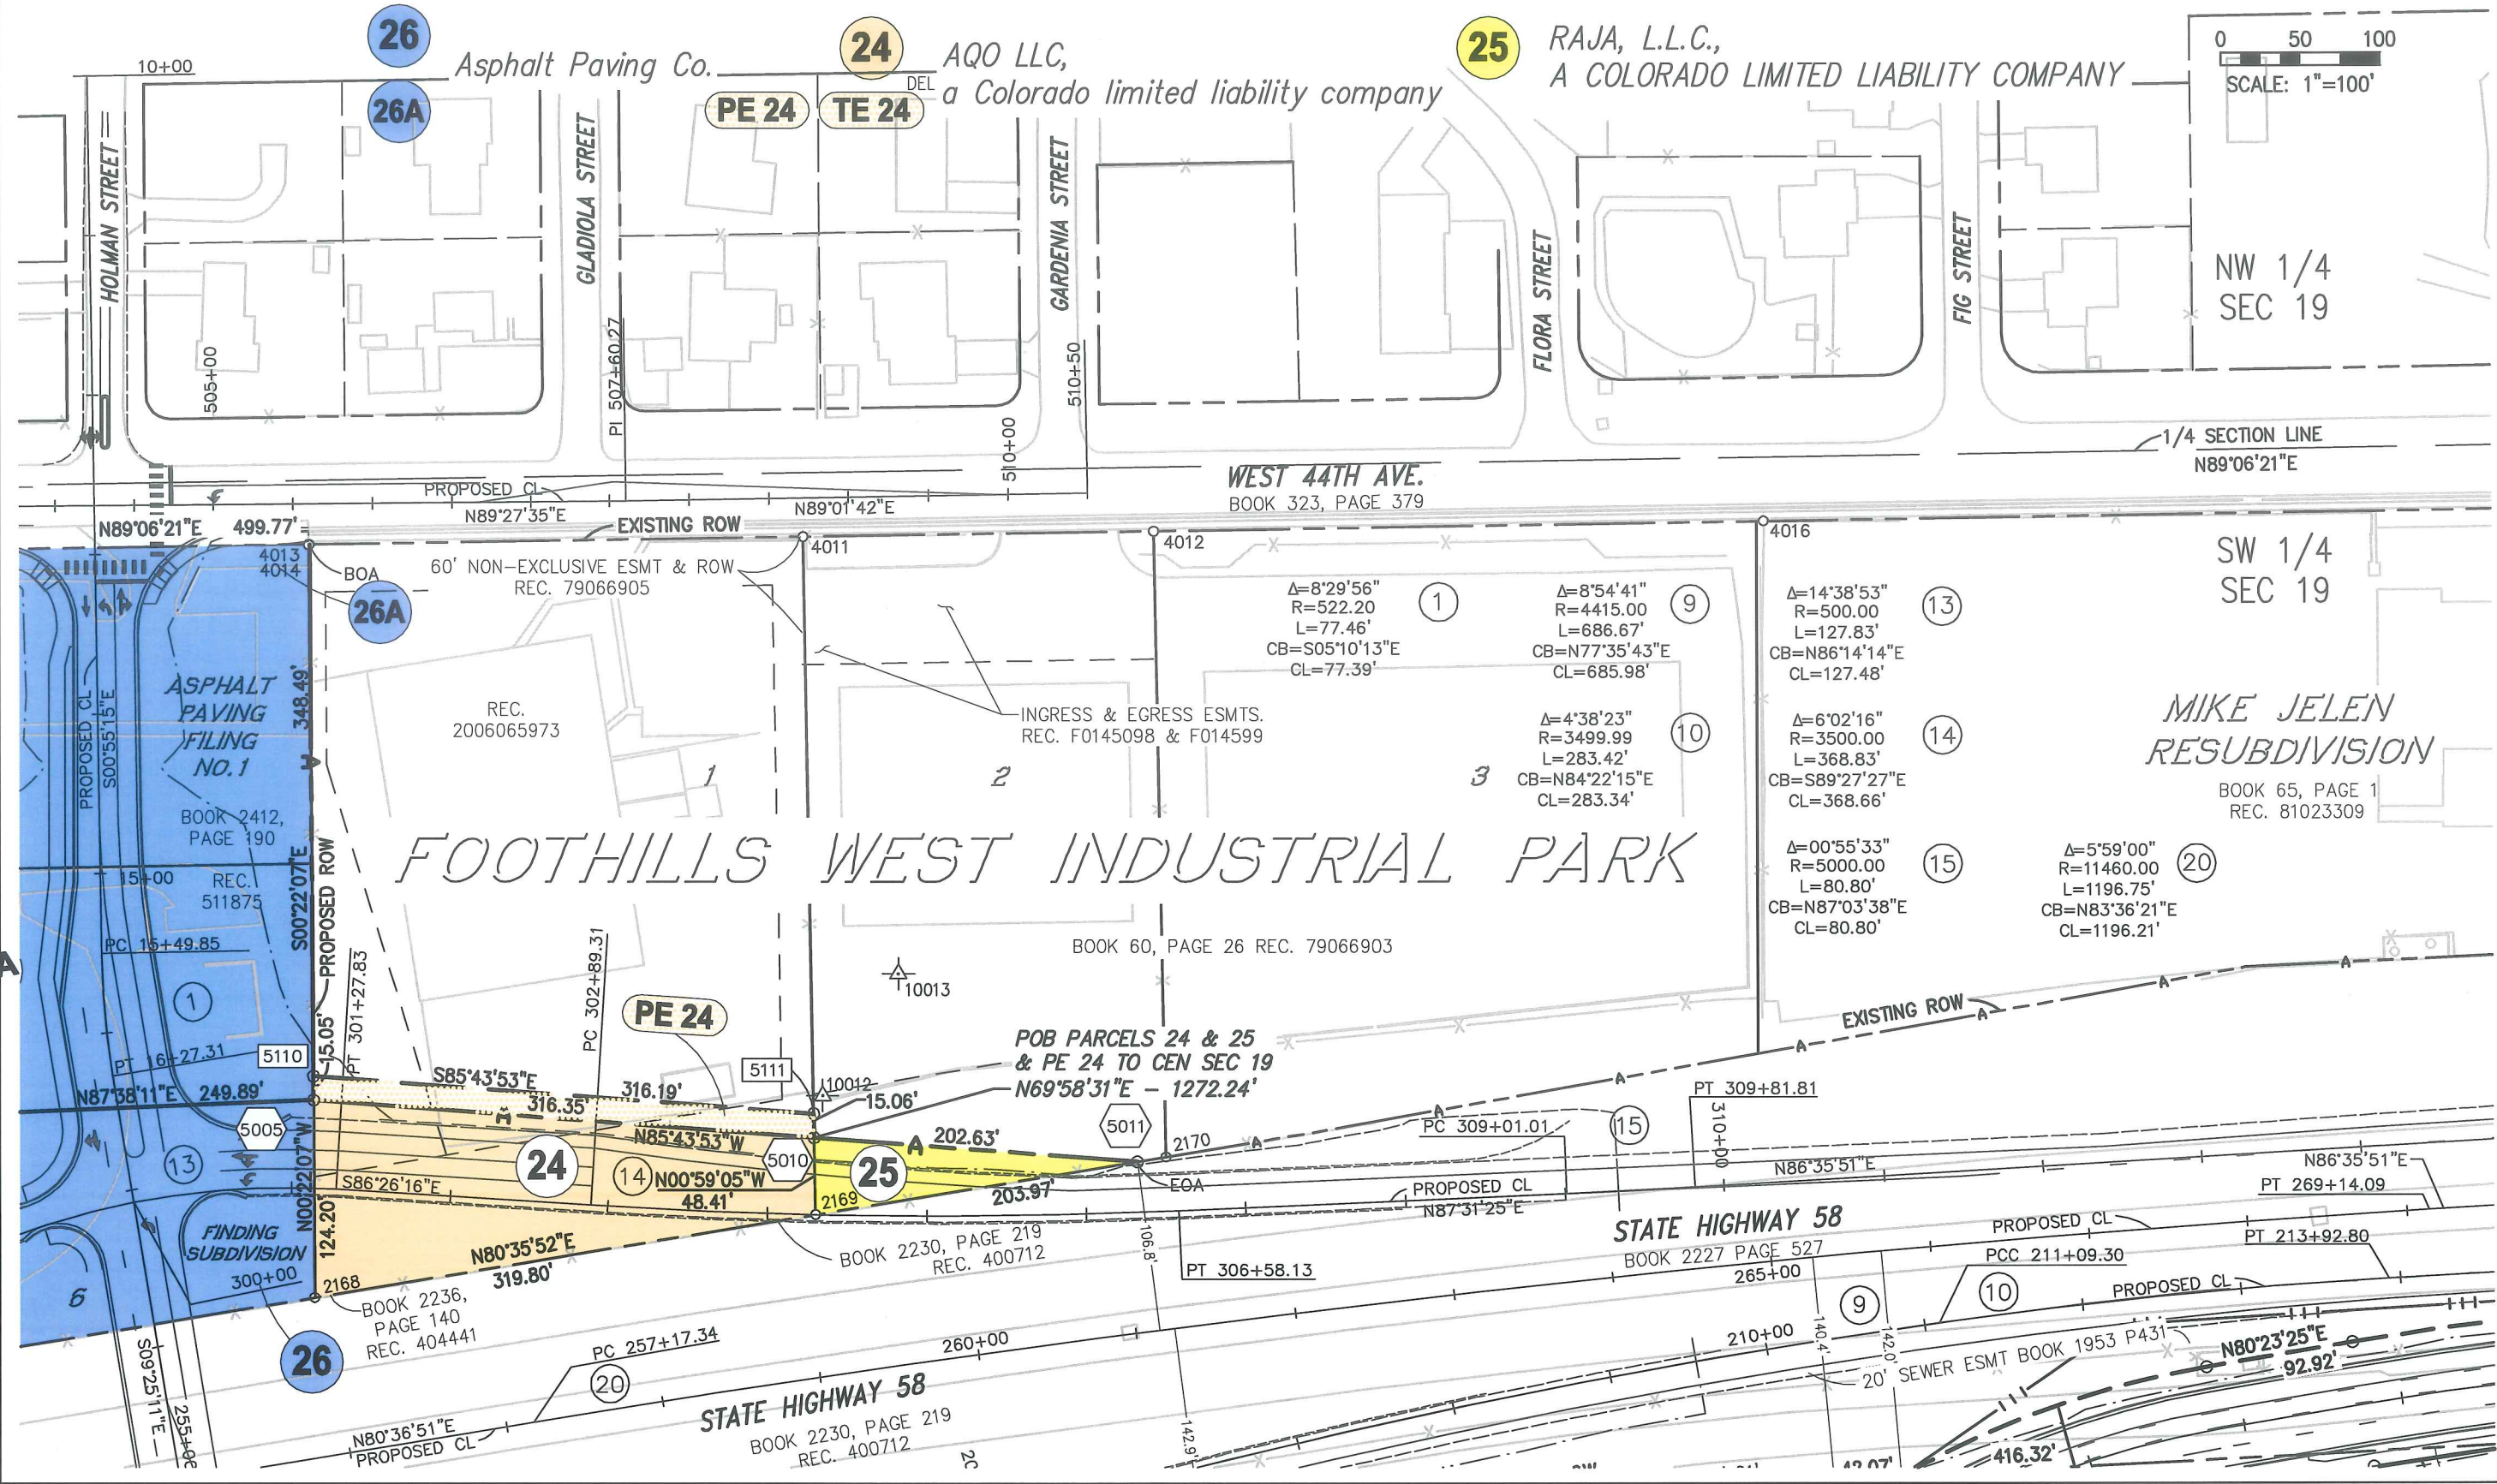 26
Asphalt Paving Co.
26A
24
AQO LLC,
DEL
a Colorado limited liability company
PE 24
TE 24
25
RAJA, L.L.C.,
A COLORADO LIMITED LIABILITY COMPANY
0 50 100
SCALE: 1"=100'
10+00
HOLMAN STREET
GLADIOLA STREET
GARDENIA STREET
FLORA STREET
FIG STREET
NW 1/4
SEC 19
505+00
PI 507+60.27
510+00
510+50
1/4 SECTION LINE
N89°06'21"E
WEST 44TH AVE.
BOOK 323, PAGE 379
PROPOSED CL
N89°27'35"E
N89°01'42"E
N89°06'21"E 499.77'
EXISTING ROW
4013
4014
BOA
4011
4012
4016
60' NON-EXCLUSIVE ESMT & ROW
REC. 79066905
26A
SW 1/4
SEC 19
Δ=8°29'56"
R=522.20
L=77.46'
CB=S05°10'13"E
CL=77.39'
1
Δ=8°54'41"
R=4415.00
L=686.67'
CB=N77°35'43"E
CL=685.98'
9
Δ=14°38'53"
R=500.00
L=127.83'
CB=N86°14'14"E
CL=127.48'
13
Δ=4°38'23"
R=3499.99
L=283.42'
CB=N84°22'15"E
CL=283.34'
10
Δ=6°02'16"
R=3500.00
L=368.83'
CB=S89°27'27"E
CL=368.66'
14
Δ=00°55'33"
R=5000.00
L=80.80'
CB=N87°03'38"E
CL=80.80'
15
Δ=5°59'00"
R=11460.00
L=1196.75'
CB=N83°36'21"E
CL=1196.21'
20
MIKE JELEN
RESUBDIVISION
BOOK 65, PAGE 1
REC. 81023309
PROPOSED CL
S00°55'15"E
ASPHALT
PAVING
FILING
NO.1
BOOK 2412,
PAGE 190
REC.
511875
15+00
348.49'
S00°22'07"E
PROPOSED ROW
REC.
2006065973
INGRESS & EGRESS ESMTS.
REC. F0145098 & F014599
1
2
3
FOOTHILLS WEST INDUSTRIAL PARK
BOOK 60, PAGE 26 REC. 79066903
10013
PC 15+49.85
A
1
PT 16+27.31
5110
15.05'
PT 301+27.83
PC 302+89.31
PE 24
5111
10012
15.06'
POB PARCELS 24 & 25
& PE 24 TO CEN SEC 19
N69°58'31"E - 1272.24'
EXISTING ROW
A
N87°38'11"E 249.89'
S85°43'53"E
316.19'
316.35'
N85°43'53"W
5005
5010
5011
202.63'
2170
PC 309+01.01
PT 309+81.81
310+00
15
13
24
14
N00°59'05"W
48.41'
25
2169
203.97'
EOA
N00°22'07"W
124.20'
S86°26'16"E
PROPOSED CL
N87°31'25"E
N86°35'51"E
N86°35'51"E
PT 269+14.09
STATE HIGHWAY 58
BOOK 2227 PAGE 527
PROPOSED CL
PT 213+92.80
PCC 211+09.30
265+00
FINDING
SUBDIVISION
300+00
6
2168
N80°35'52"E
319.80'
BOOK 2230, PAGE 219
REC. 400712
106.8'
PT 306+58.13
BOOK 2236,
PAGE 140
REC. 404441
26
PC 257+17.34
20
260+00
STATE HIGHWAY 58
BOOK 2230, PAGE 219
REC. 400712
N80°36'51"E
PROPOSED CL
S09°25'11"E
142.9'
140.4'
142.0'
9
10
PROPOSED CL
210+00
20' SEWER ESMT BOOK 1953 P431
N80°23'25"E
92.92'
416.32'